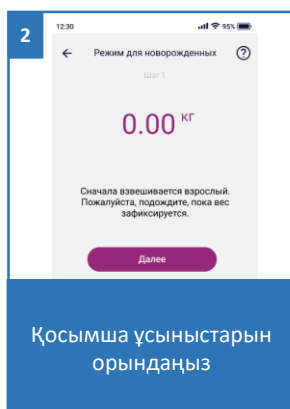 2
12:30
95%
Режим для новорожденных
Шаг 1
0.00 кг
Сначала взвешивается взрослый.
Пожалуйста, подождите, пока вес
зафиксируется.
Далее
Қосымша ұсыныстарын
орындаңыз